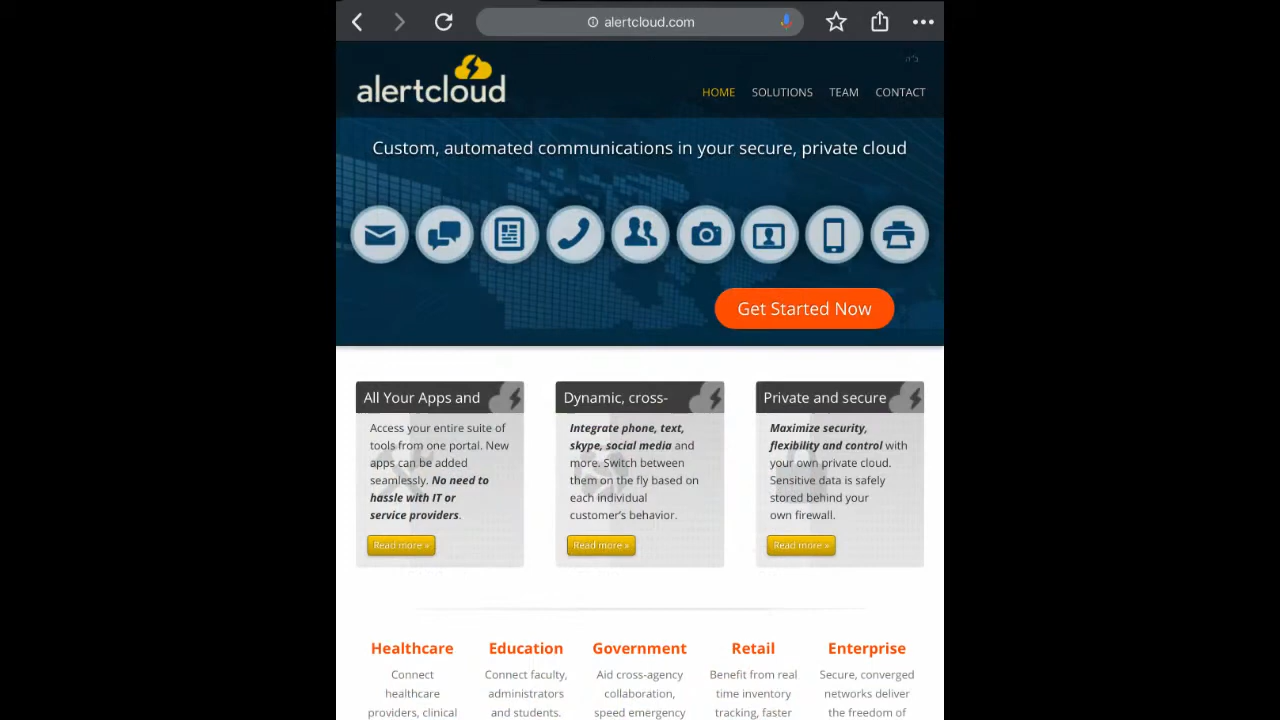 alertcloud.com
alertcloud
HOME SOLUTIONS TEAM CONTACT
Custom, automated communications in your secure, private cloud
Get Started Now
All Your Apps and
Access your entire suite of
tools from one portal. New
apps can be added
seamlessly. No need to
hassle with IT or
service providers.
Read more »
Dynamic, cross-
Integrate phone, text,
skype, social media and
more. Switch between
them on the fly based on
each individual
customer's behavior.
Read more »
Private and secure
Maximize security,
flexibility and control with
your own private cloud.
Sensitive data is safely
stored behind your
own firewall.
Read more »
Healthcare
Connect
healthcare
providers, clinical
Education
Connect faculty,
administrators
and students.
Government
Aid cross-agency
collaboration,
speed emergency
Retail
Benefit from real
time inventory
tracking, faster
Enterprise
Secure, converged
networks deliver
the freedom of